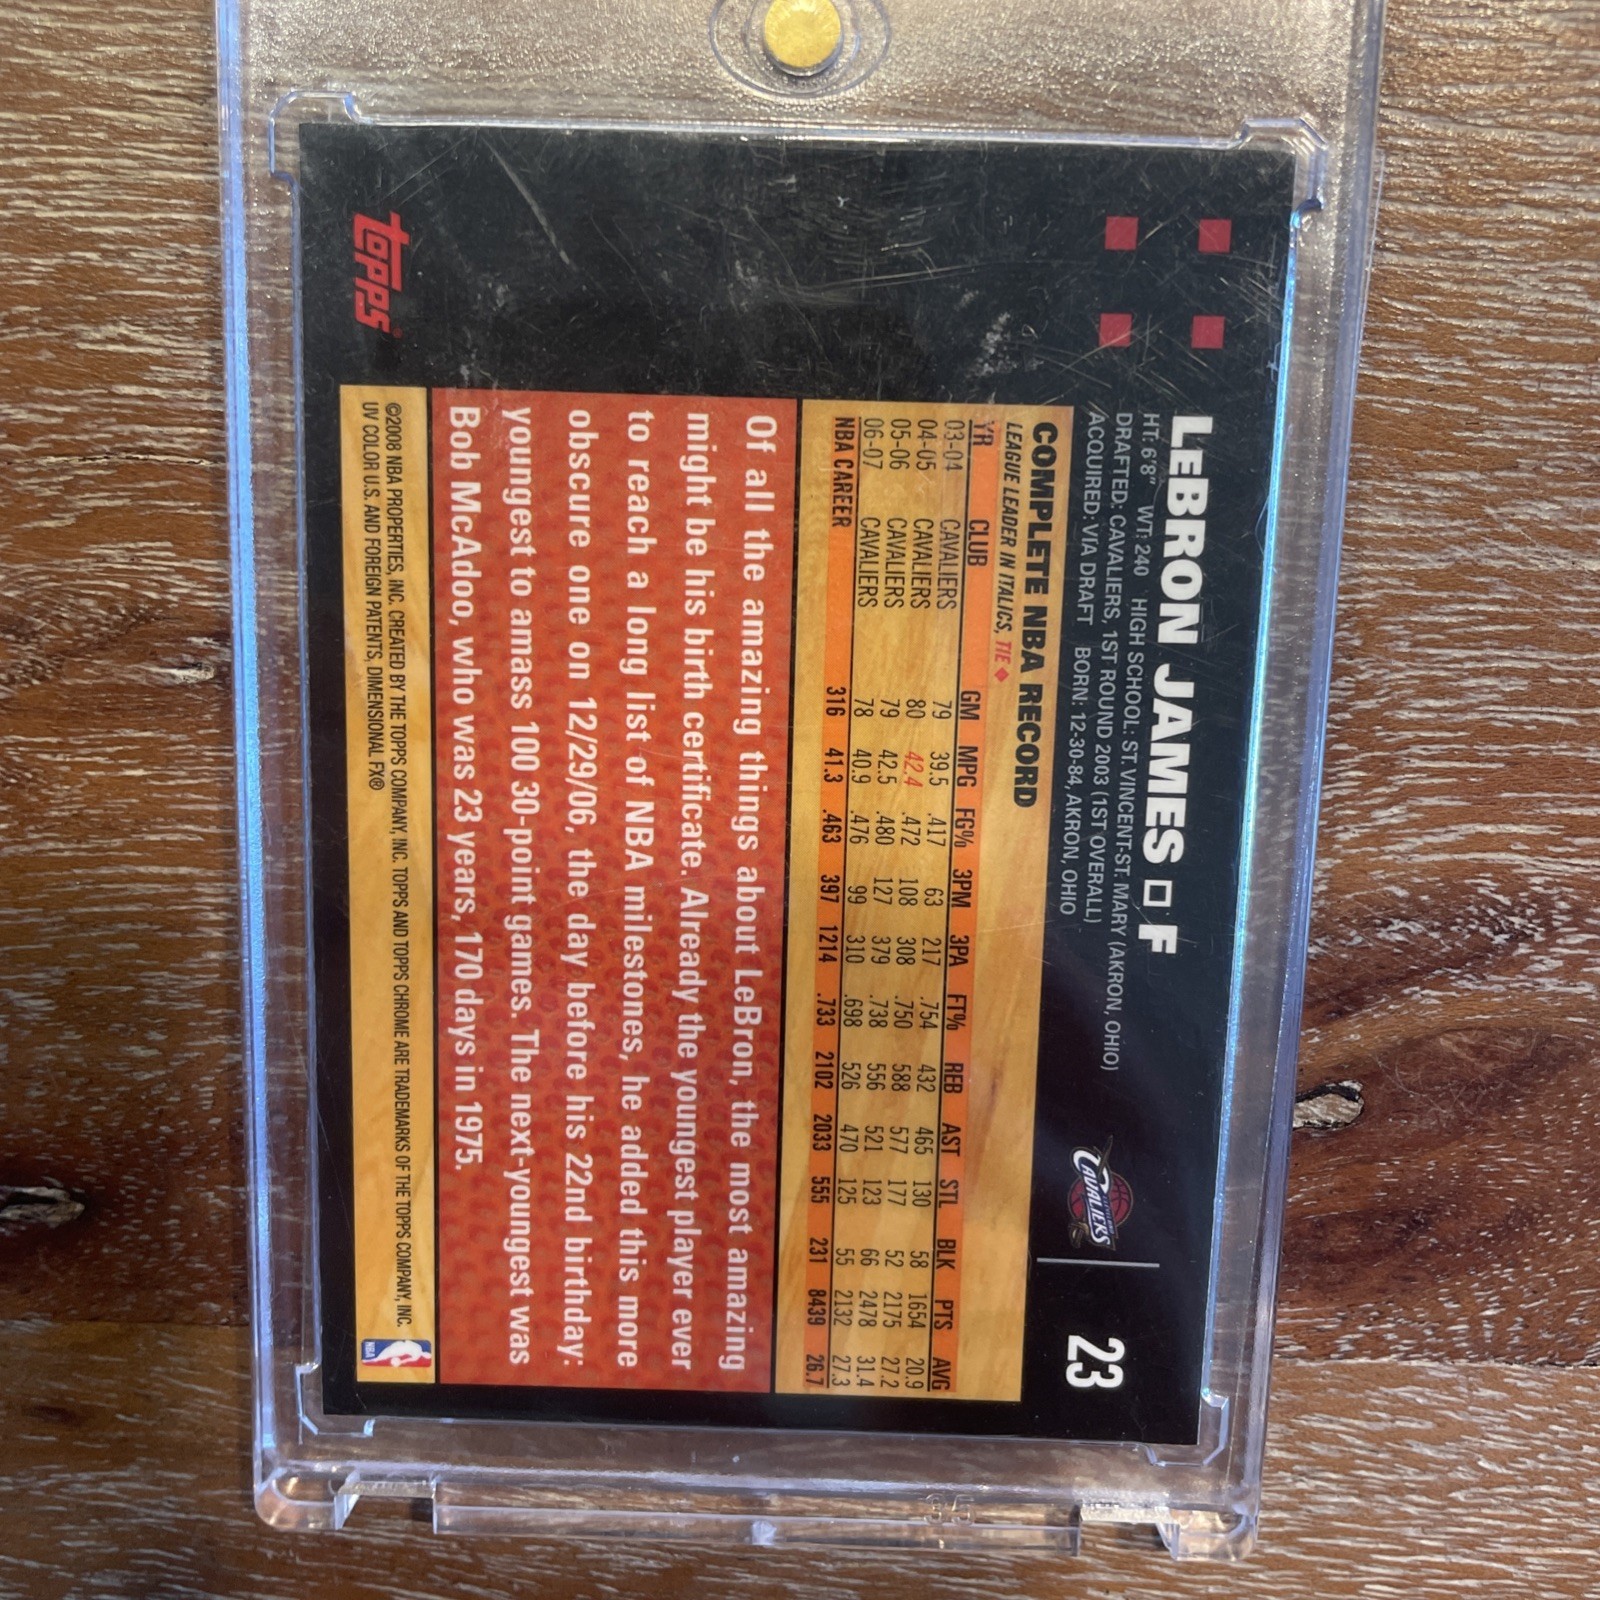 LeBRON JAMES □ F
HT: 6'8" WT: 240 HIGH SCHOOL: ST. VINCENT-ST. MARY (AKRON, OHIO)
DRAFTED: CAVALIERS, 1ST ROUND 2003 (1ST OVERALL)
ACQUIRED: VIA DRAFT BORN: 12-30-84, AKRON, OHIO
CAVALIERS
23
COMPLETE NBA RECORD
LEAGUE LEADER IN ITALICS, TIE ♦
YR CLUB GM MPG FG% 3PM 3PA FT% REB AST STL BLK PTS AVG
03-04 CAVALIERS 79 39.5 .417 63 217 .754 432 465 130 58 1654 20.9
04-05 CAVALIERS 80 42.4 .472 108 308 .750 588 577 177 52 2175 27.2
05-06 CAVALIERS 79 42.5 .480 127 379 .738 556 521 123 66 2478 31.4
06-07 CAVALIERS 78 40.9 .476 99 310 .698 526 470 125 55 2132 27.3
NBA CAREER 316 41.3 .463 397 1214 .733 2102 2033 555 231 8439 26.7
Of all the amazing things about LeBron, the most amazing
might be his birth certificate. Already the youngest player ever
to reach a long list of NBA milestones, he added this more
obscure one on 12/29/06, the day before his 22nd birthday:
youngest to amass 100 30-point games. The next-youngest was
Bob McAdoo, who was 23 years, 170 days in 1975.
©2008 NBA PROPERTIES, INC. CREATED BY THE TOPPS COMPANY, INC. TOPPS AND TOPPS CHROME ARE TRADEMARKS OF THE TOPPS COMPANY, INC.
UV COLOR U.S. AND FOREIGN PATENTS, DIMENSIONAL FX®
NBA
topps®